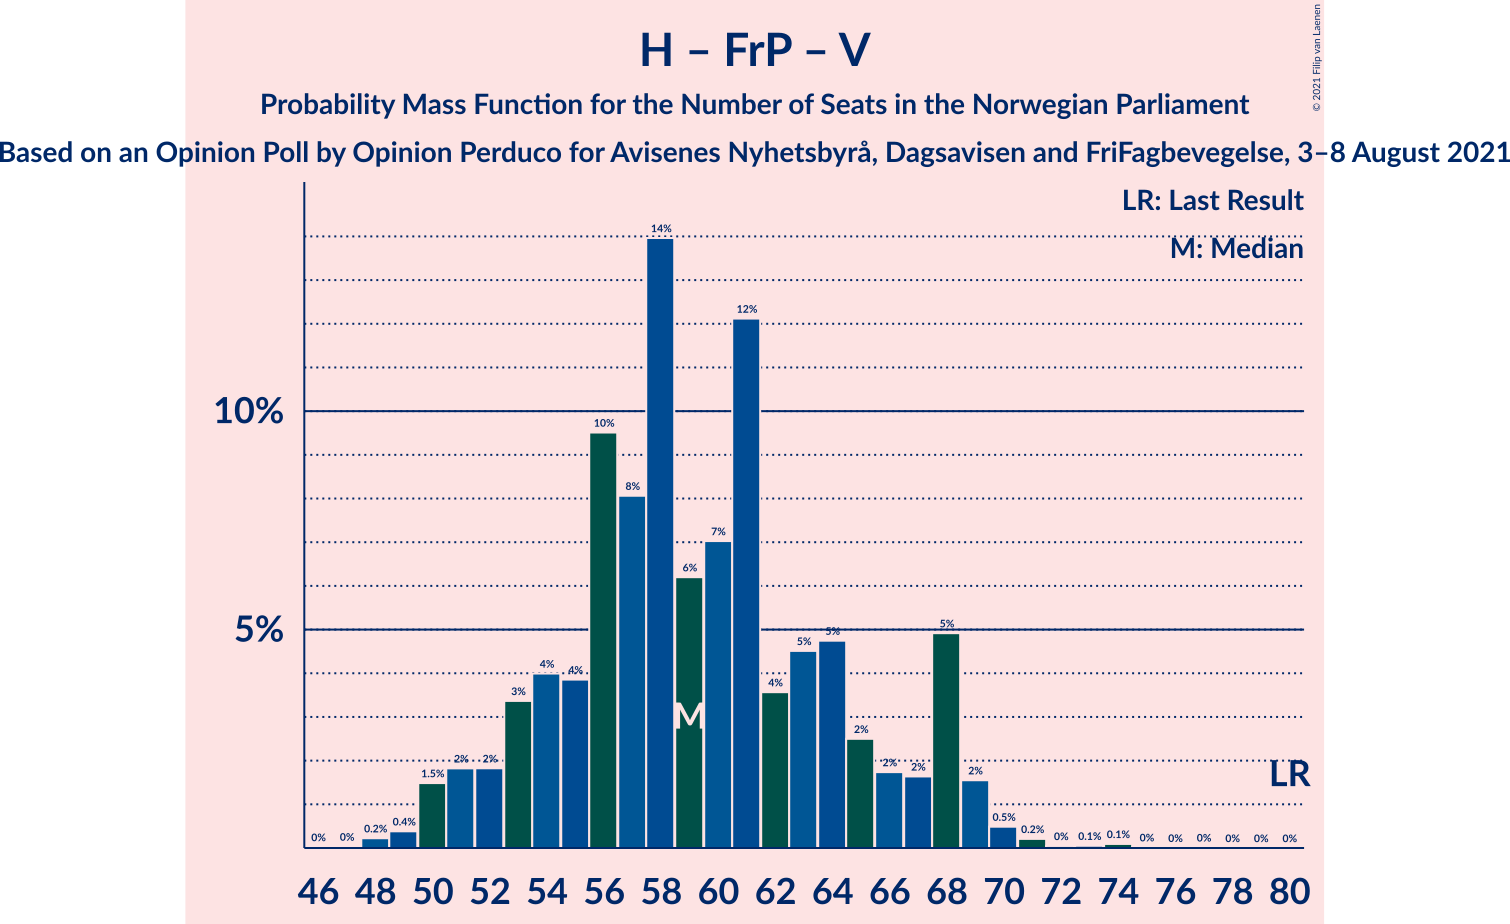 H – FrP – V
Probability Mass Function for the Number of Seats in the Norwegian Parliament
Based on an Opinion Poll by Opinion Perduco for Avisenes Nyhetsbyrå, Dagsavisen and FriFagbevegelse, 3–8 August 2021
© 2021 Filip van Laenen
LR: Last Result
M: Median
10%
5%
0% 0% 0.2% 0.4% 1.5% 2% 2% 3% 4% 4% 10% 8% 14% 6% 7% 12% 4% 5% 5% 2% 2% 2% 5% 2% 0.5% 0.2% 0% 0.1% 0.1% 0% 0% 0% 0% 0% 0%
M
LR
46 48 50 52 54 56 58 60 62 64 66 68 70 72 74 76 78 80